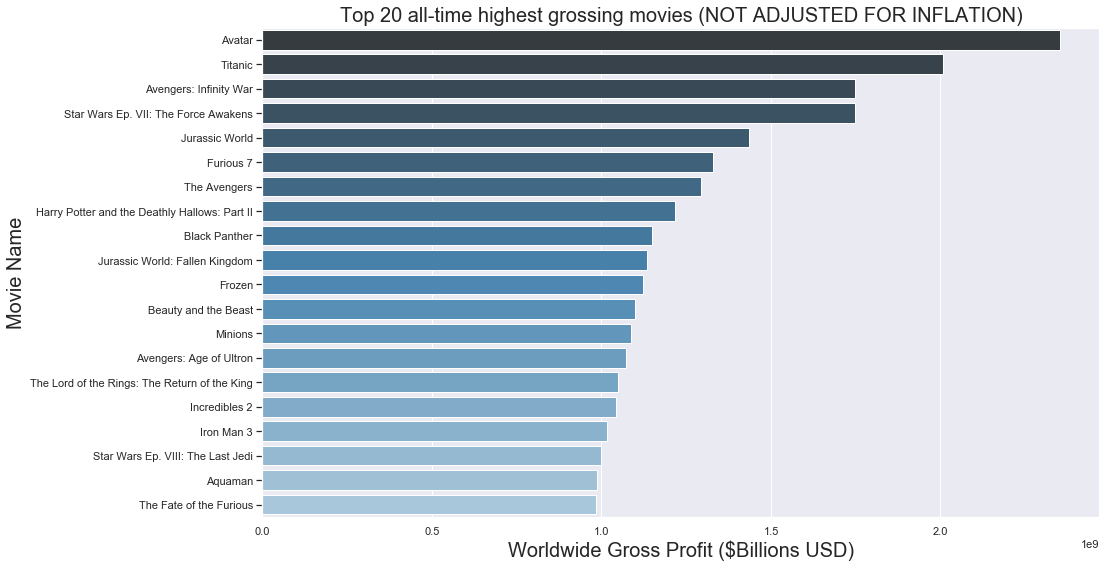 Top 20 all-time highest grossing movies (NOT ADJUSTED FOR INFLATION)
Movie Name
Avatar
Titanic
Avengers: Infinity War
Star Wars Ep. VII: The Force Awakens
Jurassic World
Furious 7
The Avengers
Harry Potter and the Deathly Hallows: Part II
Black Panther
Jurassic World: Fallen Kingdom
Frozen
Beauty and the Beast
Minions
Avengers: Age of Ultron
The Lord of the Rings: The Return of the King
Incredibles 2
Iron Man 3
Star Wars Ep. VIII: The Last Jedi
Aquaman
The Fate of the Furious
0.0 0.5 1.0 1.5 2.0
1e9
Worldwide Gross Profit ($Billions USD)